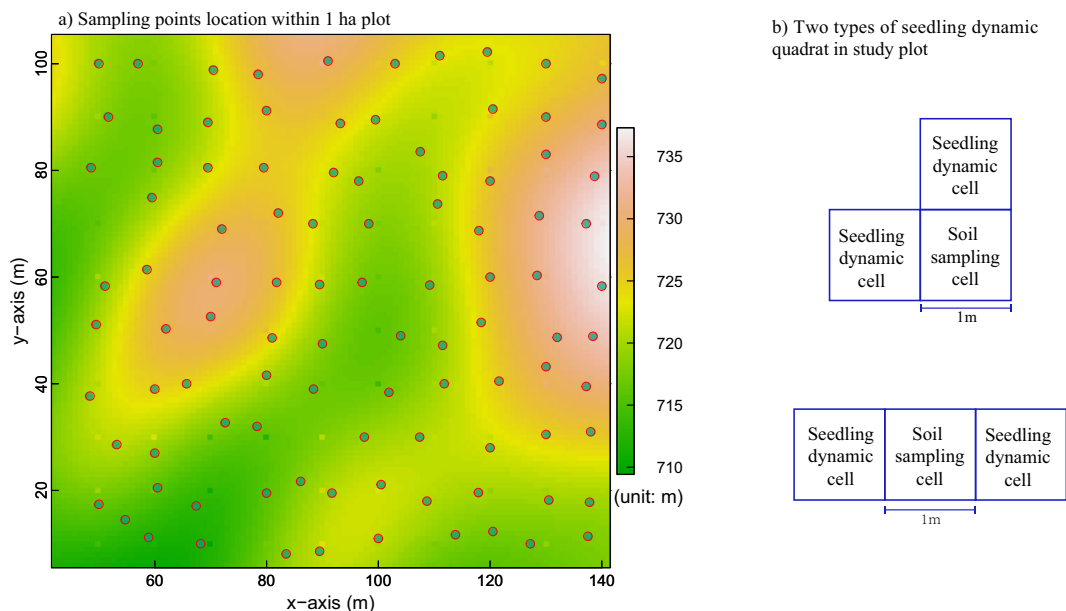 a) Sampling points location within 1 ha plot
100
80
60
40
20
y−axis (m)
60
80
100
120
140
x−axis (m)
735
730
725
720
715
710
(unit: m)
b) Two types of seedling dynamic
quadrat in study plot
Seedling
dynamic
cell
Seedling
dynamic
cell
Soil
sampling
cell
1m
Seedling
dynamic
cell
Soil
sampling
cell
Seedling
dynamic
cell
1m